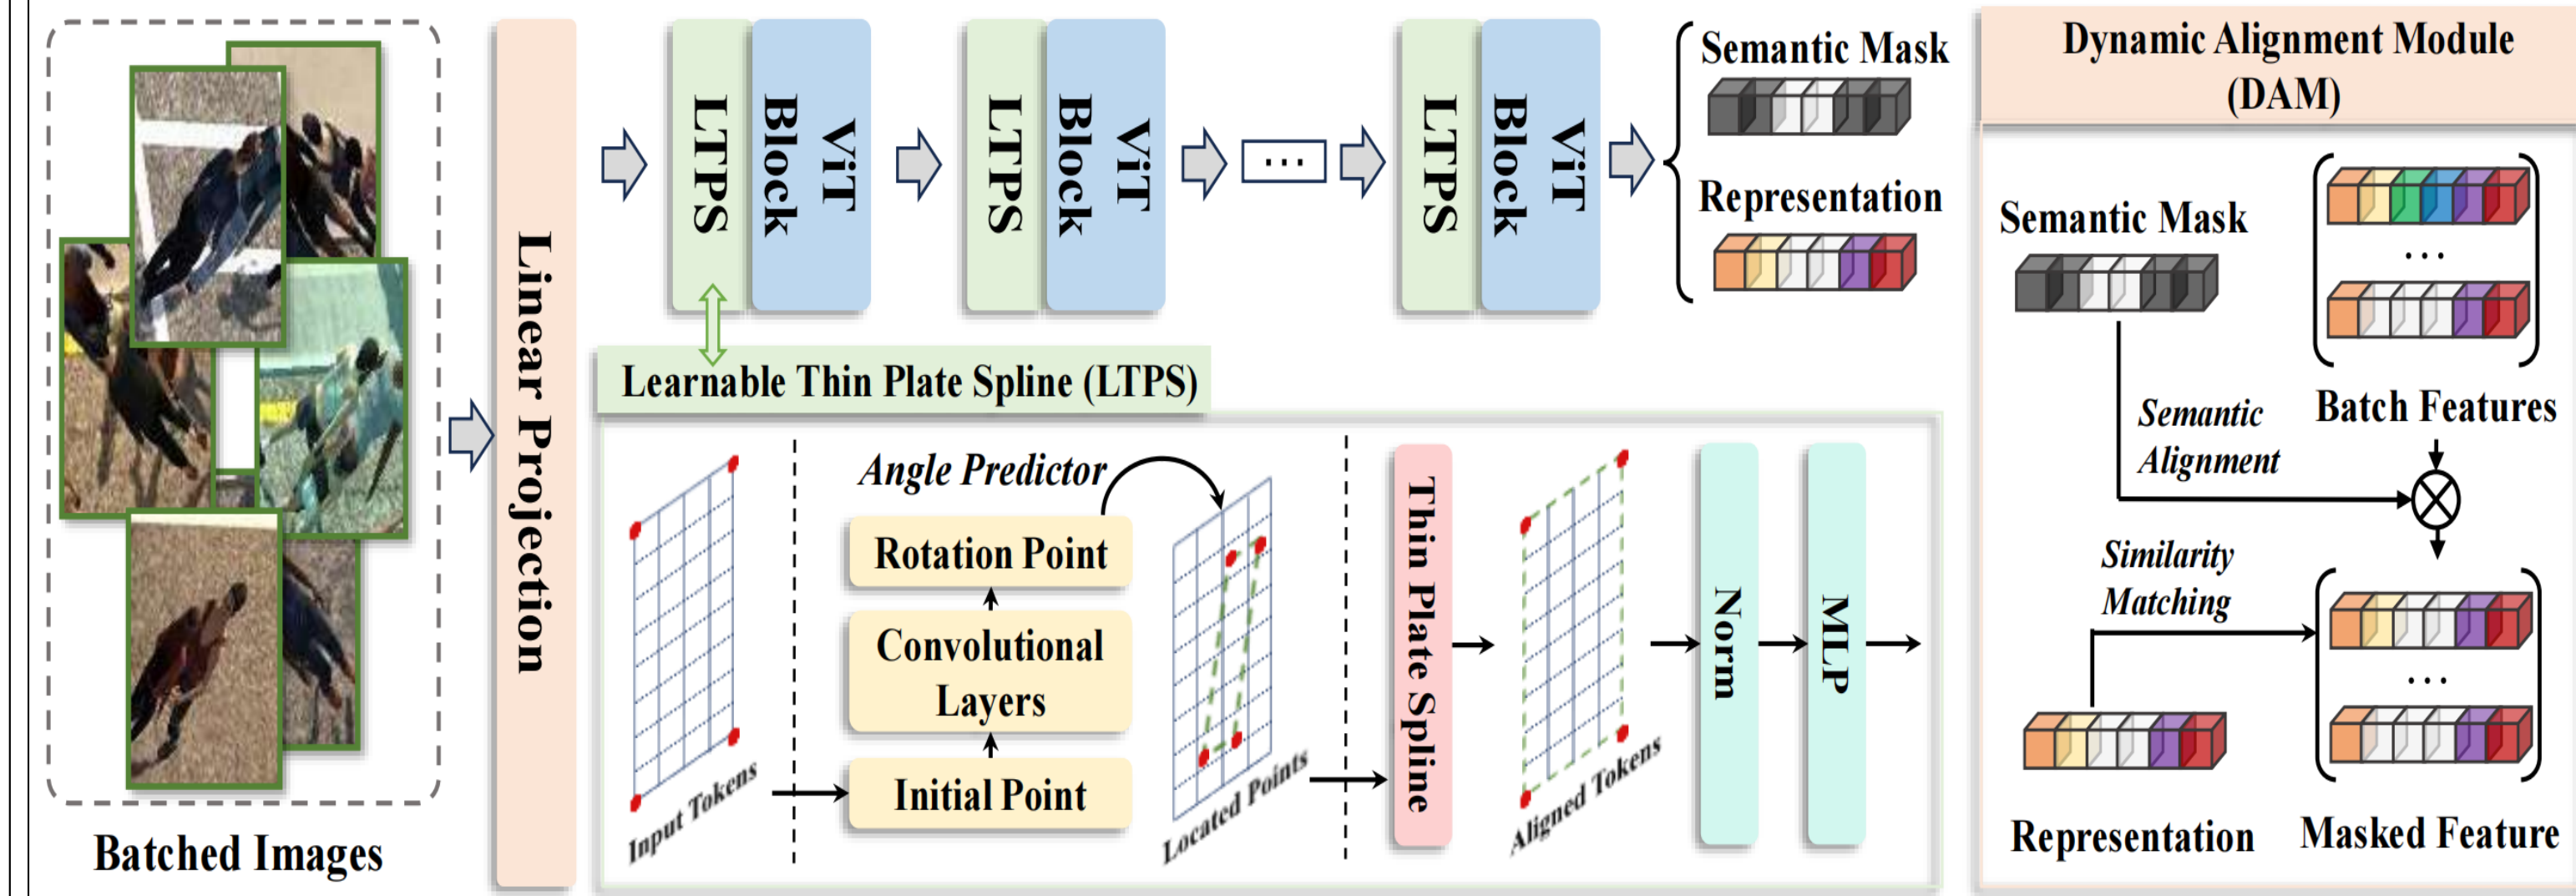 Batched Images
Linear Projection
LTPS
ViT
Block
LTPS
ViT
Block
...
LTPS
ViT
Block
Semantic Mask
Representation
Learnable Thin Plate Spline (LTPS)
Input Tokens
Angle Predictor
Rotation Point
Convolutional
Layers
Initial Point
Located Points
Thin Plate Spline
Aligned Tokens
Norm
MLP
Dynamic Alignment Module
(DAM)
Semantic Mask
...
Batch Features
Semantic
Alignment
Similarity
Matching
...
Representation
Masked Feature